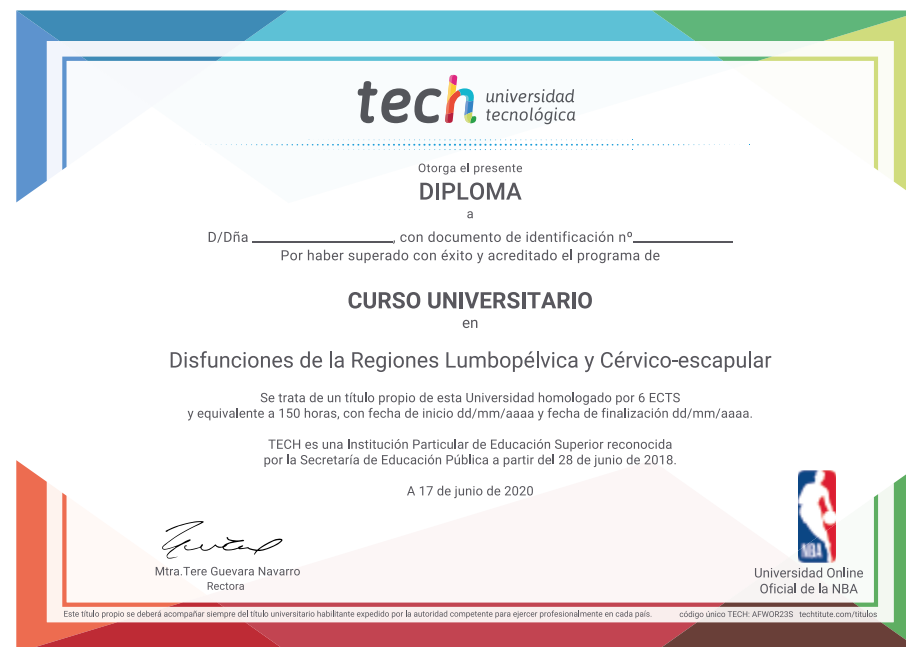 tech universidad
tecnológica
Otorga el presente
DIPLOMA
a
D/Dña ____________________, con documento de identificación nº______________
Por haber superado con éxito y acreditado el programa de
CURSO UNIVERSITARIO
en
Disfunciones de la Regiones Lumbopélvica y Cérvico-escapular
Se trata de un título propio de esta Universidad homologado por 6 ECTS
y equivalente a 150 horas, con fecha de inicio dd/mm/aaaa y fecha de finalización dd/mm/aaaa.
TECH es una Institución Particular de Educación Superior reconocida
por la Secretaría de Educación Pública a partir del 28 de junio de 2018.
A 17 de junio de 2020
Mtra.Tere Guevara Navarro
Rectora
NBA
Universidad Online
Oficial de la NBA
Este título propio se deberá acompañar siempre del título universitario habilitante expedido por la autoridad competente para ejercer profesionalmente en cada país. código único TECH: AFWOR23S techtitute.com/titulos